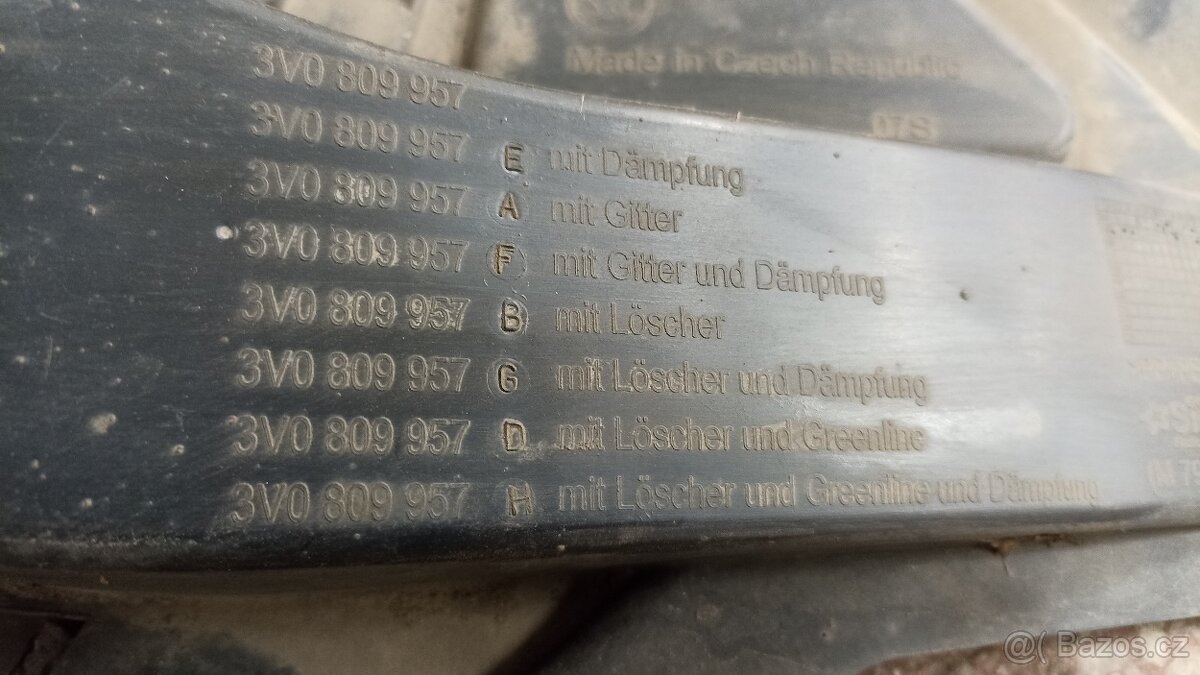 Made in Czech Republic
07S
3V0 809 957
3V0 809 957 E mit Dämpfung
3V0 809 957 A mit Gitter
3V0 809 957 F mit Gitter und Dämpfung
3V0 809 957 B mit Löscher
3V0 809 957 G mit Löscher und Dämpfung
3V0 809 957 D mit Löscher und Greenline
3V0 809 957 H mit Löscher und Greenline und Dämpfung
Bazos.cz